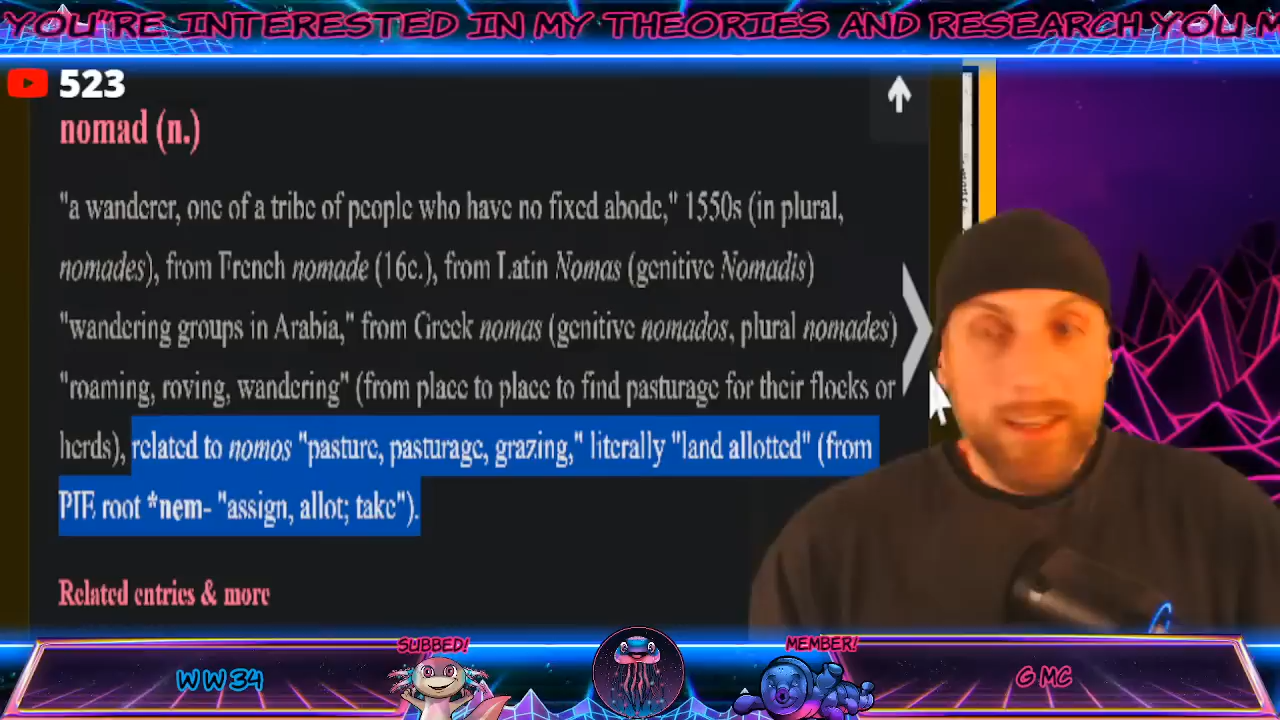 YOU'RE INTERESTED IN MY THEORIES AND RESEARCH YOU M
523
nomad (n.)
"a wanderer, one of a tribe of people who have no fixed abode," 1550s (in plural,
nomades), from French nomade (16c.), from Latin Nomas (genitive Nomadis)
"wandering groups in Arabia," from Greek nomas (genitive nomados, plural nomades)
"roaming, roving, wandering" (from place to place to find pasturage for their flocks or
herds), related to nomos "pasture, pasturage, grazing," literally "land allotted" (from
PIE root *nem- "assign, allot; take").
Related entries & more
SUBBED!
MEMBER!
W W 34
G MC